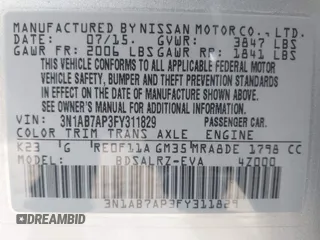 MANUFACTURED BY NISSAN MOTOR CO., LTD.
DATE: 07/15. GVWR: 3847 LBS
GAWR FR: 2006 LBS GAWR RR: 1841 LBS
THIS VEHICLE CONFORMS TO ALL APPLICABLE FEDERAL MOTOR
VEHICLE SAFETY, BUMPER AND THEFT PREVENTION STANDARDS
IN EFFECT ON THE DATE OF MANUFACTURE SHOWN ABOVE.
SEE OWNER'S MANUAL FOR ADDITIONAL INFORMATION
VIN: 3N1AB7AP3FY311829 PASSENGER CAR.
COLOR TRIM TRANS AXLE ENGINE
K23 G RE0F11A GM35 MRA8DE 1798 CC
BDSALRZ-EVA 4Z000
3N1AB7AP3FY311829
DEALERSHIP.COM